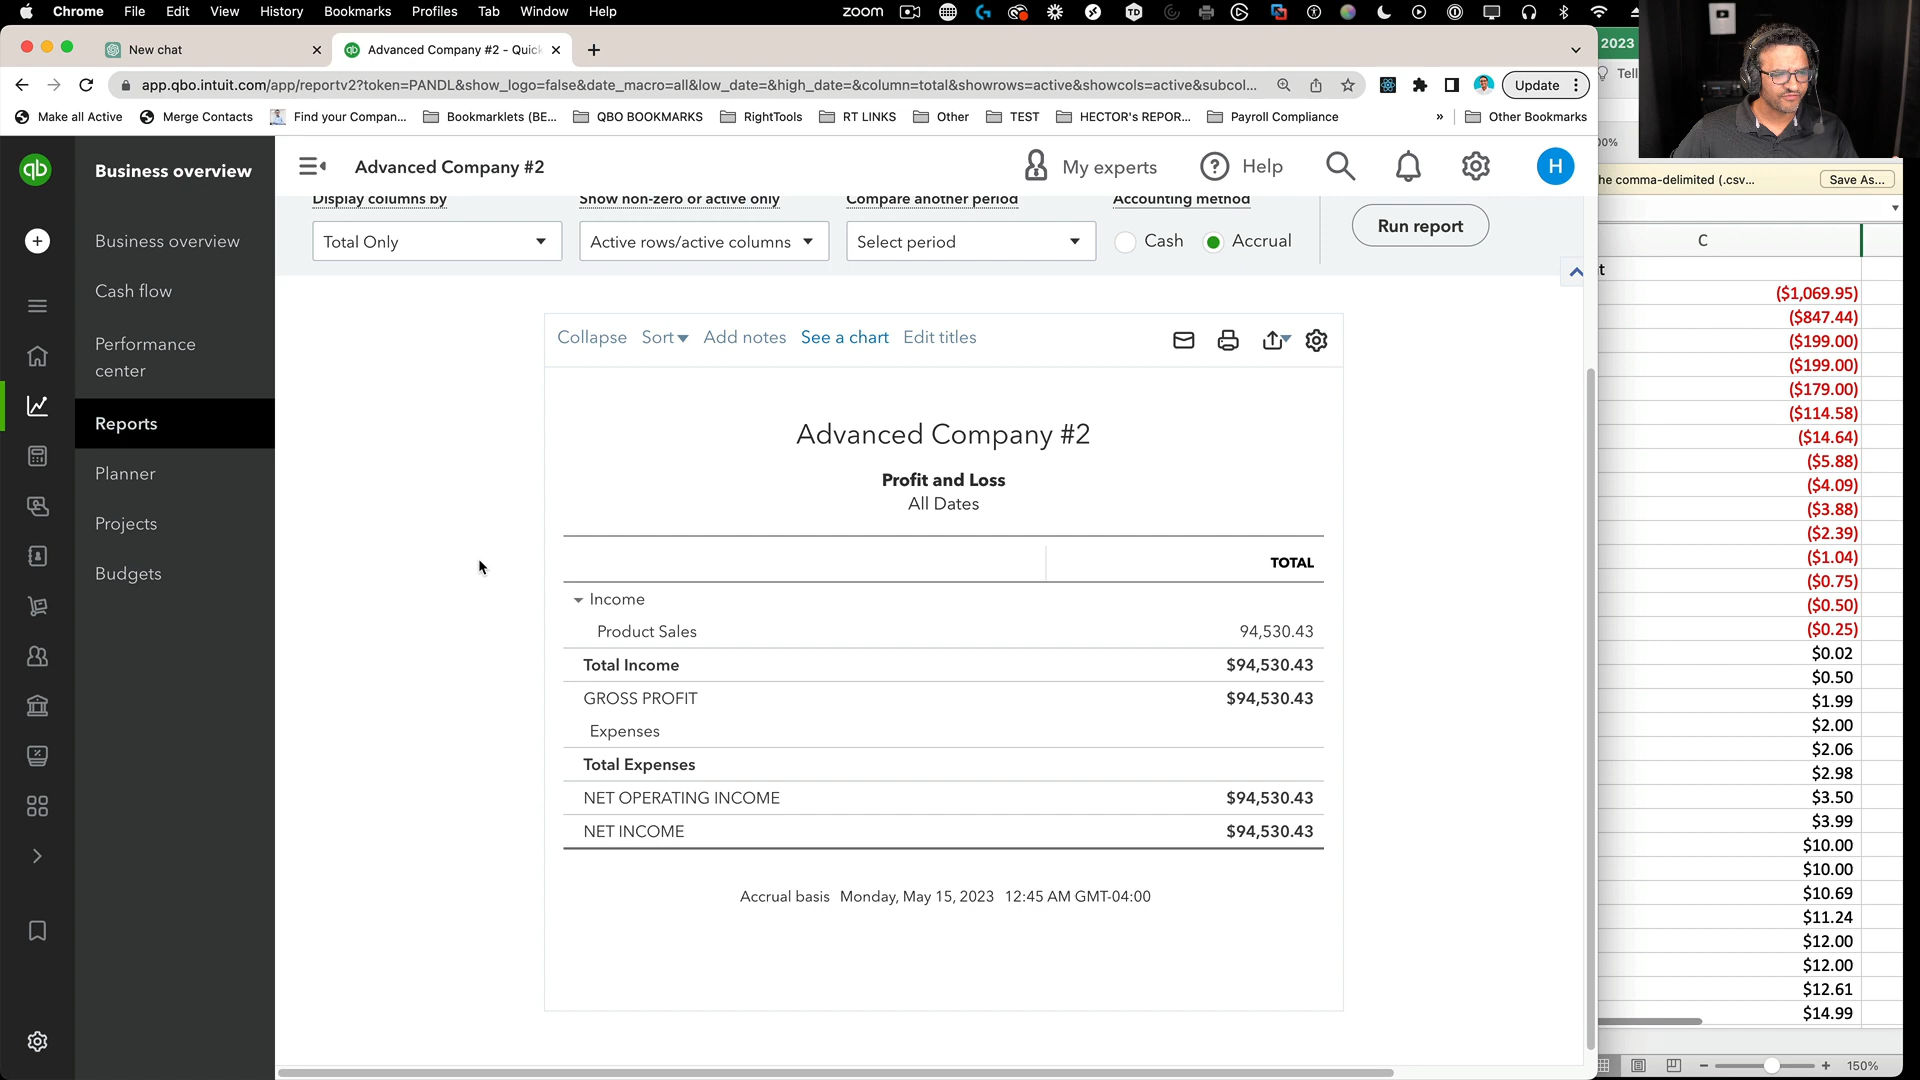 Chrome File Edit View History Bookmarks Profiles Tab Window Help
zoom
TD
New chat
Advanced Company #2 - Quick
2023
Tell
app.qbo.intuit.com/app/reportv2?token=PANDL&show_logo=false&date_macro=all&low_date=&high_date=&column=total&showrows=active&showcols=active&subcol...
Update
Make all Active Merge Contacts Find your Compan... Bookmarklets (BE... QBO BOOKMARKS RightTools RT LINKS Other TEST HECTOR's REPOR... Payroll Compliance » Other Bookmarks
00%
he comma-delimited (.csv... Save As...
qb
Business overview
Advanced Company #2
My experts
Help
H
Business overview
Cash flow
Performance center
Reports
Planner
Projects
Budgets
Display columns by Show non-zero or active only Compare another period Accounting method
Total Only Active rows/active columns Select period Cash Accrual Run report
Collapse Sort Add notes See a chart Edit titles
Advanced Company #2
Profit and Loss
All Dates
TOTAL
Income
Product Sales 94,530.43
Total Income $94,530.43
GROSS PROFIT $94,530.43
Expenses
Total Expenses
NET OPERATING INCOME $94,530.43
NET INCOME $94,530.43
Accrual basis Monday, May 15, 2023 12:45 AM GMT-04:00
C
t
($1,069.95)
($847.44)
($199.00)
($199.00)
($179.00)
($114.58)
($14.64)
($5.88)
($4.09)
($3.88)
($2.39)
($1.04)
($0.75)
($0.50)
($0.25)
$0.02
$0.50
$1.99
$2.00
$2.06
$2.98
$3.50
$3.99
$10.00
$10.00
$10.69
$11.24
$12.00
$12.00
$12.61
$14.99
150%